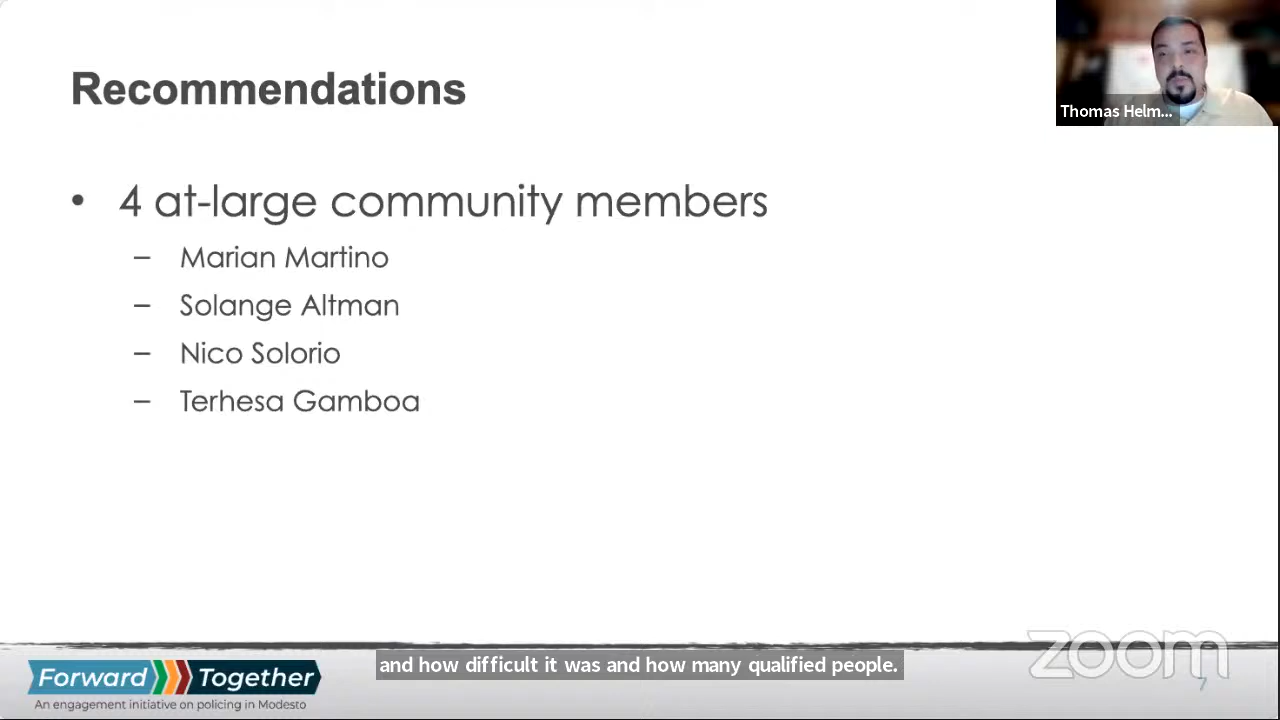 Recommendations
Thomas Helm...
• 4 at-large community members
– Marian Martino
– Solange Altman
– Nico Solorio
– Terhesa Gamboa
and how difficult it was and how many qualified people.
zoom
7
Forward Together
An engagement initiative on policing in Modesto